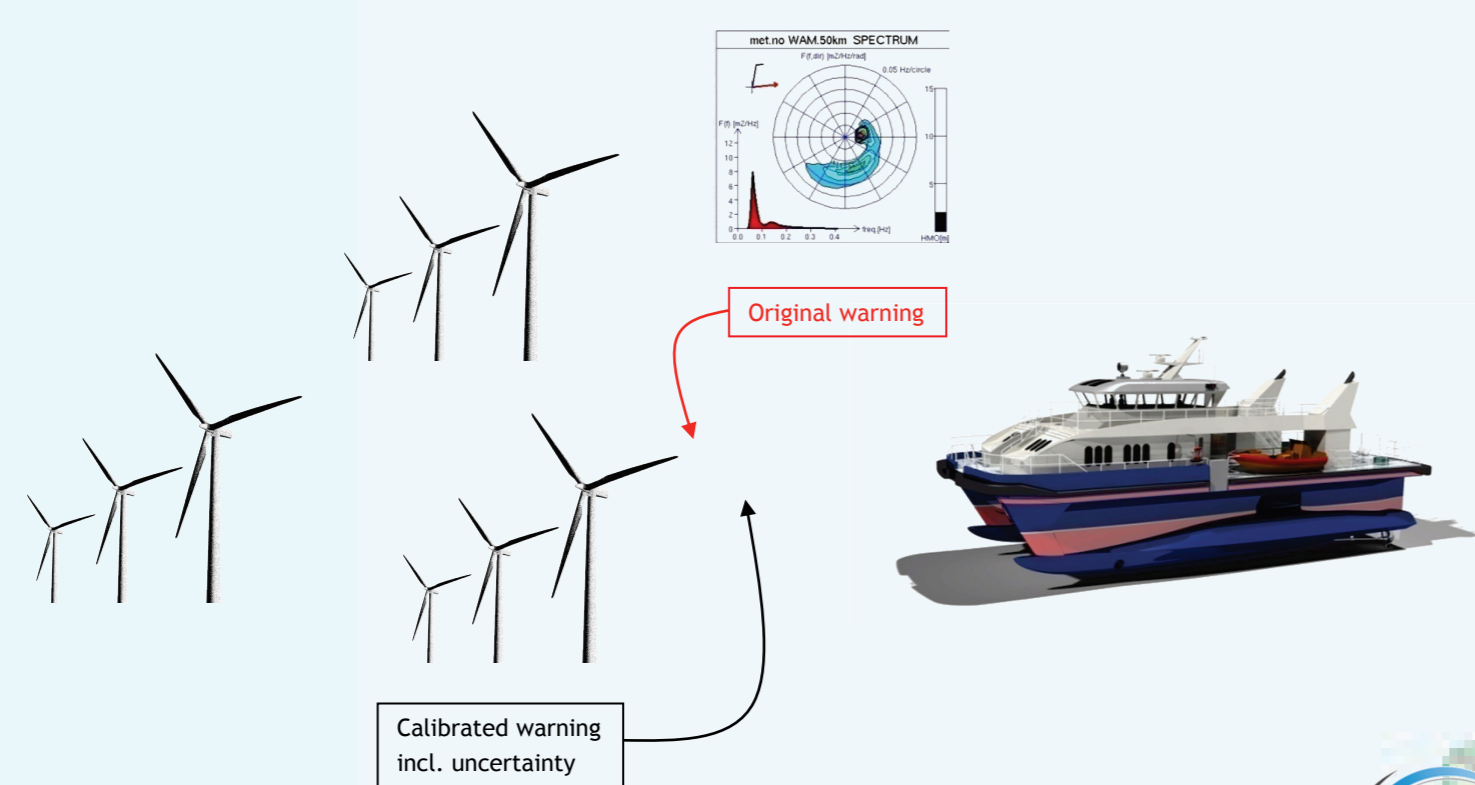 met.no WAM.50km SPECTRUM
F(f,dir) [m2/Hz/rad]
0.05 Hz/circle
15
F(f) [m2/Hz]
12
10
10
8
6
5
4
2
0
freq.[Hz]
0.0 0.1 0.2 0.3 0.4
HM0[m]
Original warning
Calibrated warning
incl. uncertainty